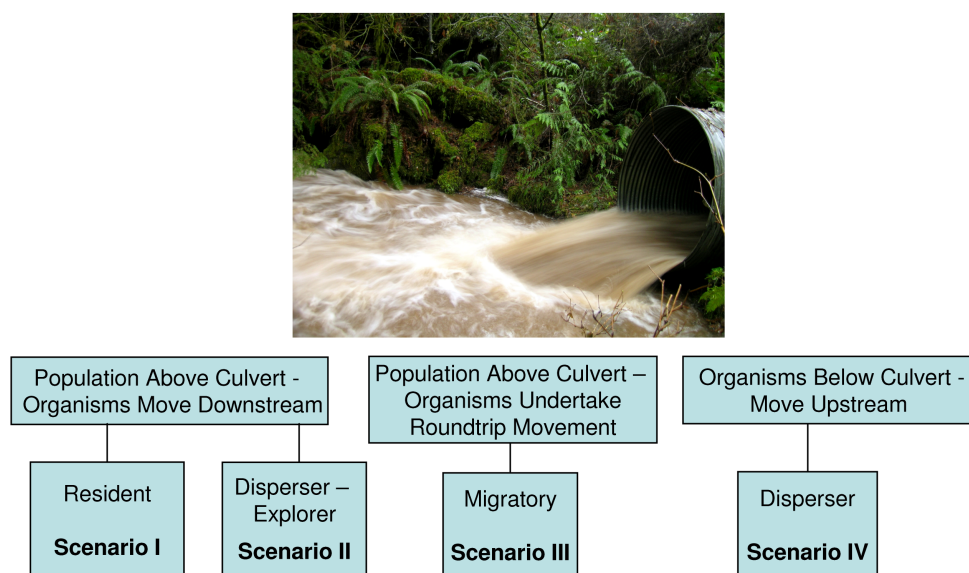 Population Above Culvert -
Organisms Move Downstream
Population Above Culvert –
Organisms Undertake
Roundtrip Movement
Organisms Below Culvert -
Move Upstream
Resident
Scenario I
Disperser –
Explorer
Scenario II
Migratory
Scenario III
Disperser
Scenario IV